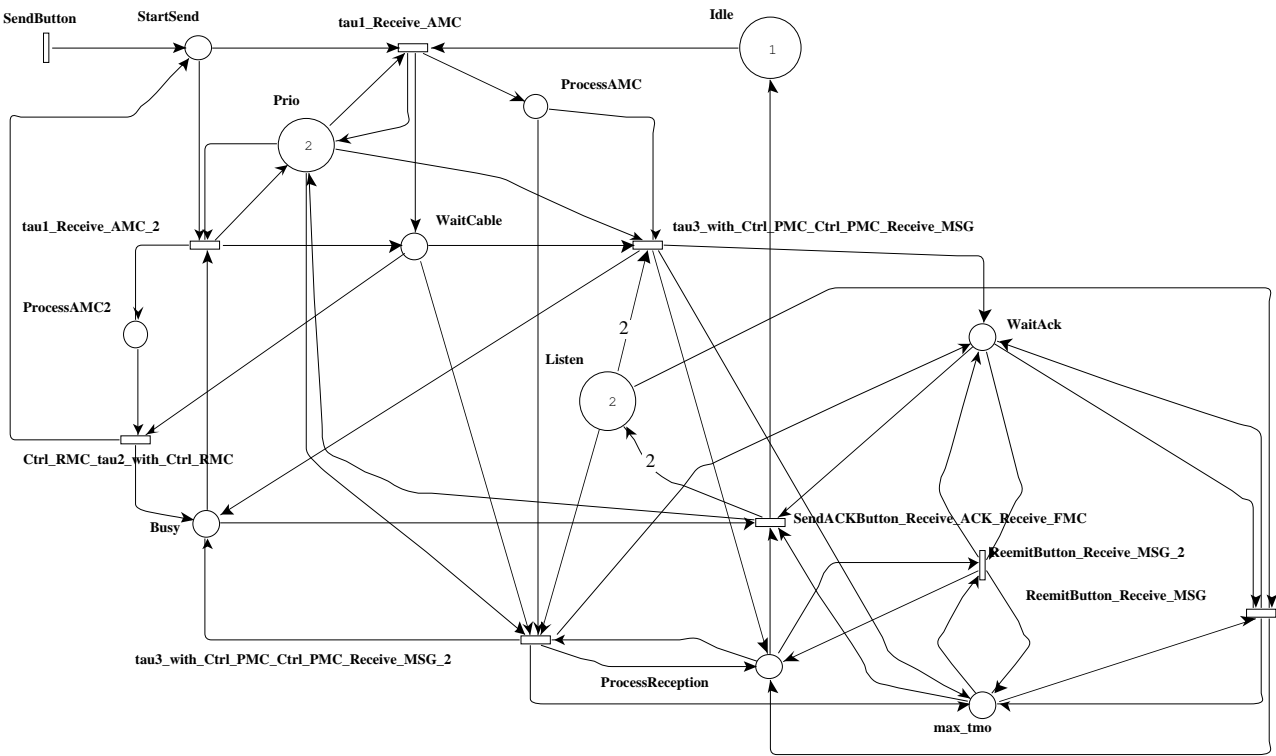 SendButton
StartSend
tau1_Receive_AMC
Idle
1
ProcessAMC
Prio
2
tau1_Receive_AMC_2
WaitCable
tau3_with_Ctrl_PMC_Ctrl_PMC_Receive_MSG
ProcessAMC2
WaitAck
2
Listen
2
Ctrl_RMC_tau2_with_Ctrl_RMC
2
Busy
SendACKButton_Receive_ACK_Receive_FMC
ReemitButton_Receive_MSG_2
ReemitButton_Receive_MSG
tau3_with_Ctrl_PMC_Ctrl_PMC_Receive_MSG_2
ProcessReception
max_tmo